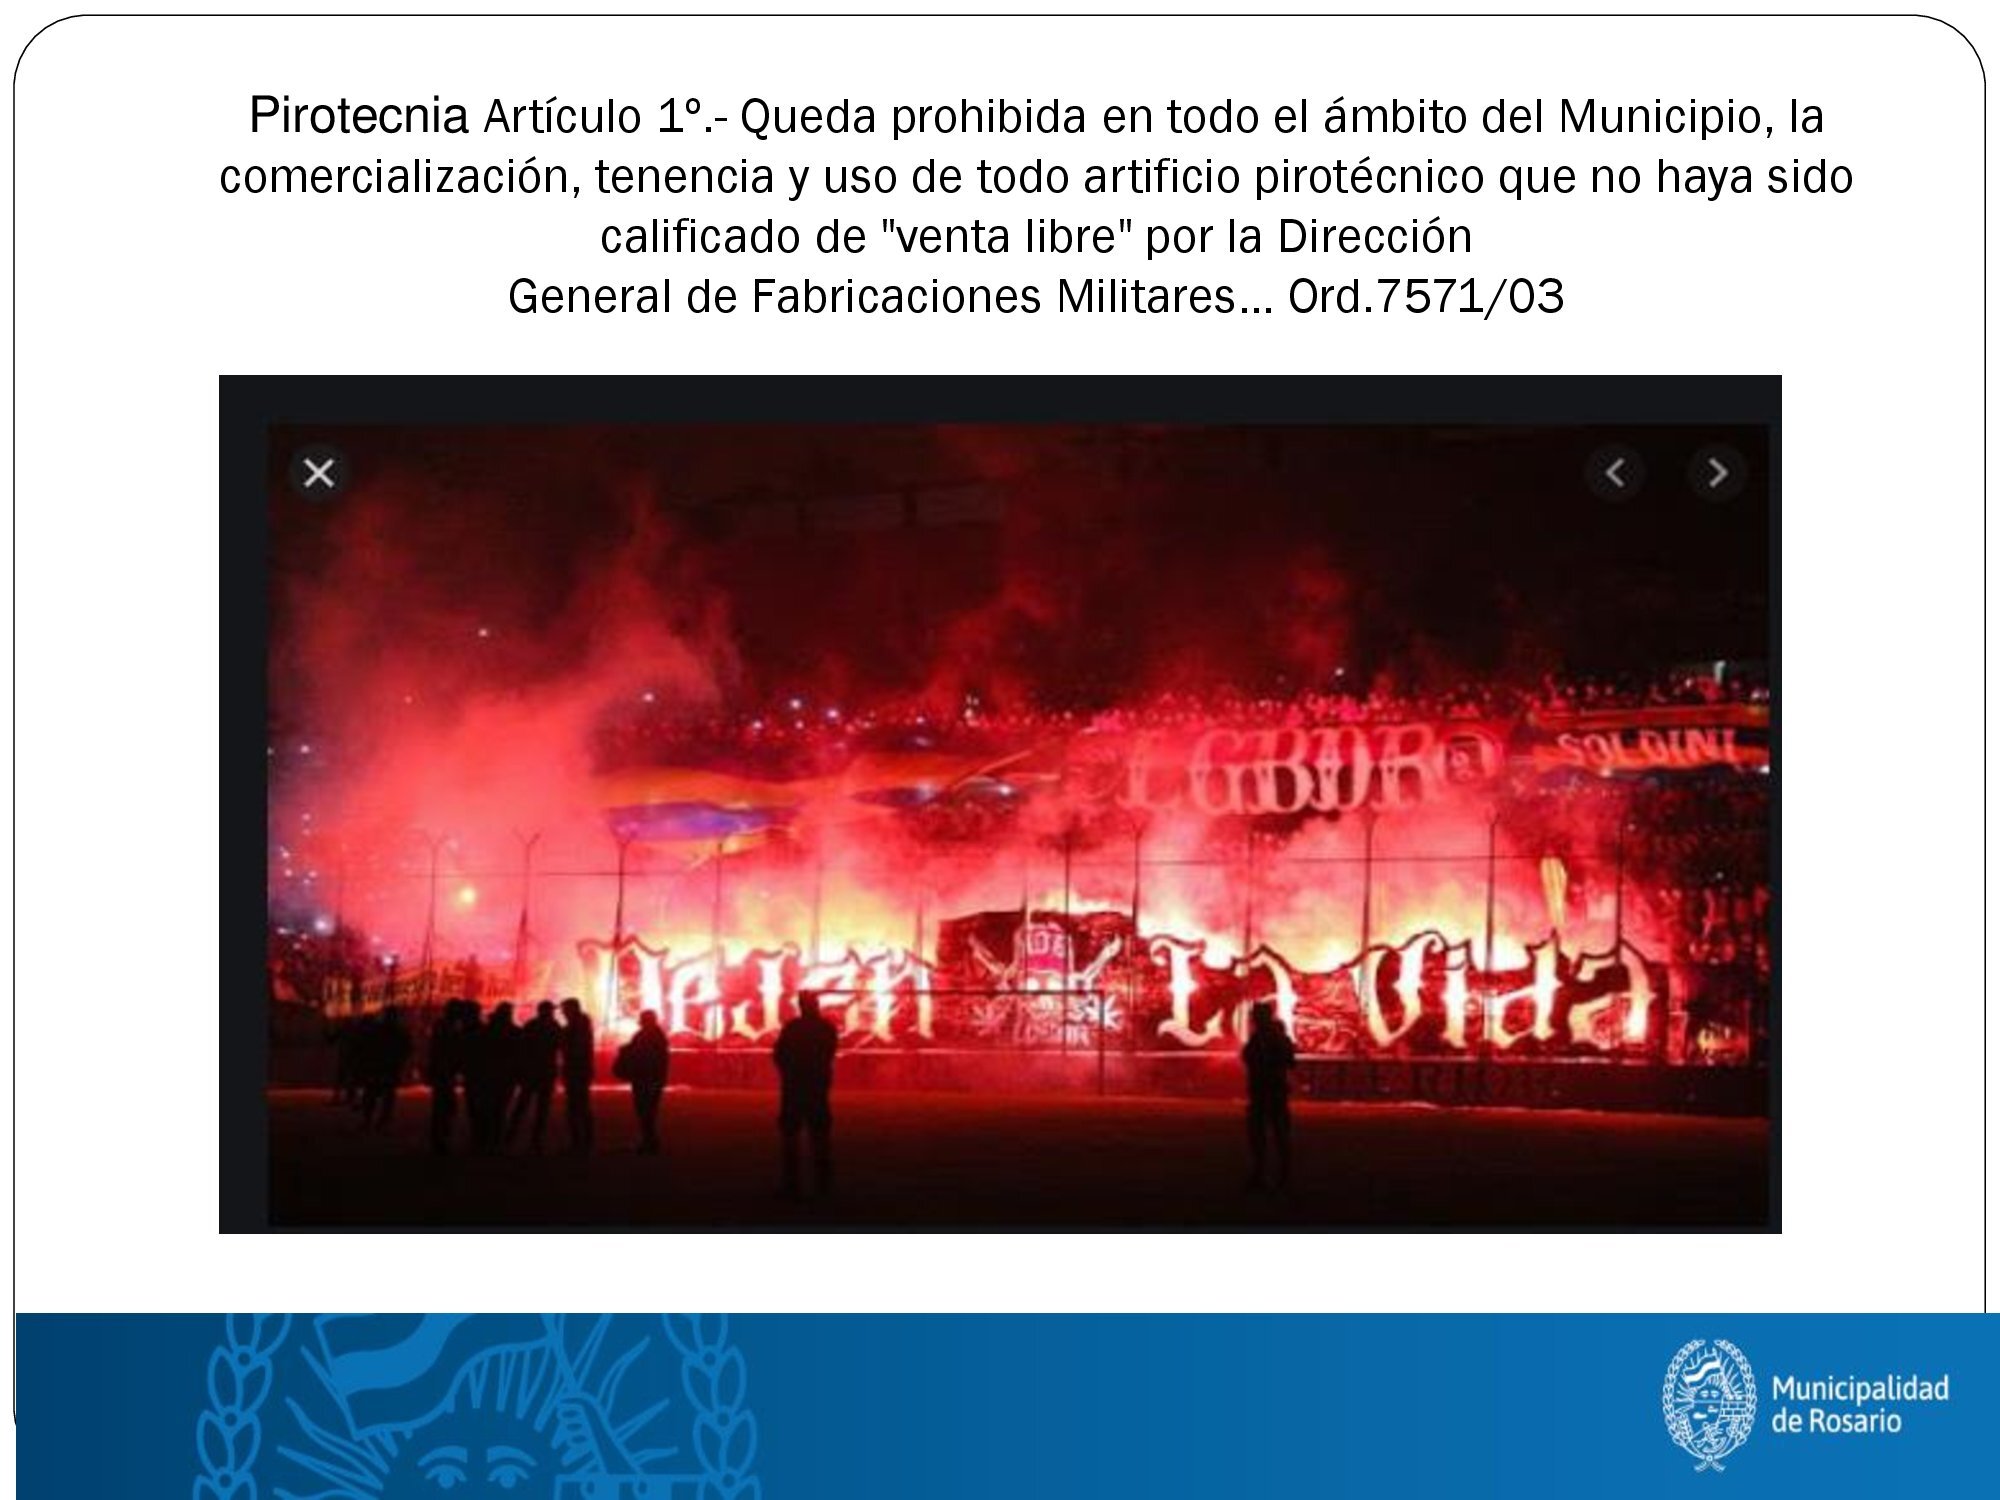 Pirotecnia Artículo 1º.- Queda prohibida en todo el ámbito del Municipio, la
comercialización, tenencia y uso de todo artificio pirotécnico que no haya sido
calificado de "venta libre" por la Dirección
General de Fabricaciones Militares... Ord.7571/03
SOLDINI
Dejen La Vida
Municipalidad
de Rosario